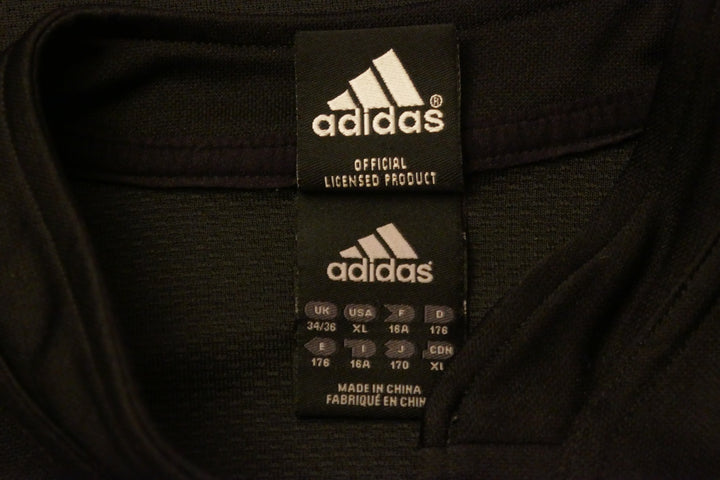 adidas®
OFFICIAL
LICENSED PRODUCT
adidas
UK USA F D
34/36 XL 16A 176
E I J CDN
176 16A 170 XL
MADE IN CHINA
FABRIQUÉ EN CHIN